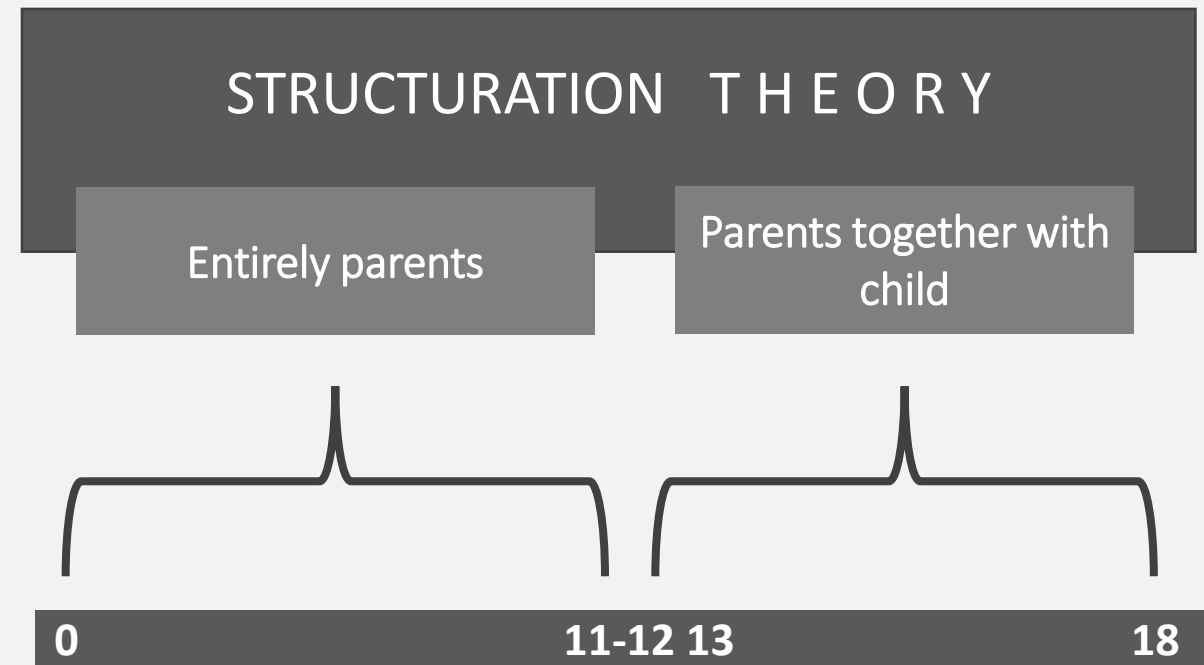 STRUCTURATION T H E O R Y
Entirely parents
Parents together with
child
0 11-12 13 18